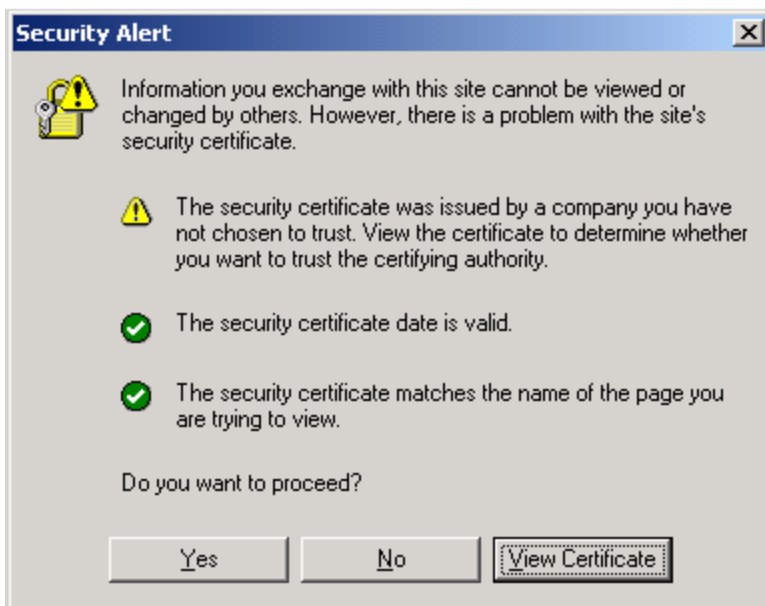 Security Alert
Information you exchange with this site cannot be viewed or
changed by others. However, there is a problem with the site's
security certificate.
The security certificate was issued by a company you have
not chosen to trust. View the certificate to determine whether
you want to trust the certifying authority.
The security certificate date is valid.
The security certificate matches the name of the page you
are trying to view.
Do you want to proceed?
Yes
No
View Certificate